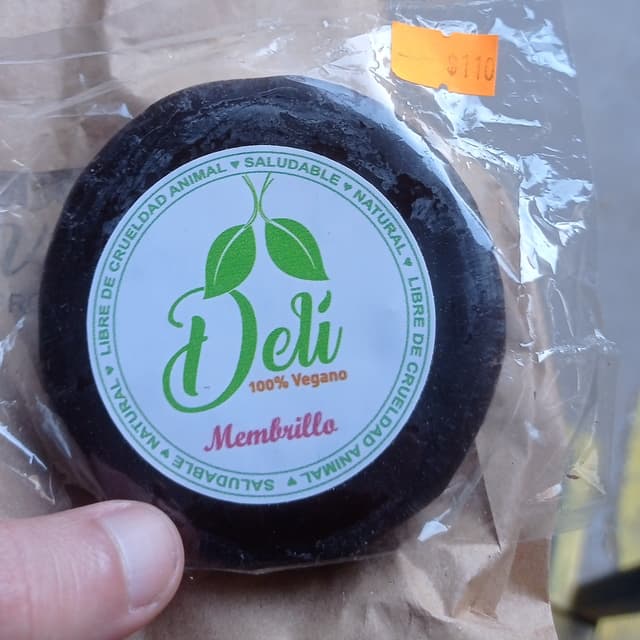 $110
LIBRE DE CRUELDAD ANIMAL ♥ SALUDABLE ♥ NATURAL ♥ LIBRE DE CRUELDAD ANIMAL ♥ SALUDABLE ♥ NATURAL ♥
Delí
100% Vegano
Membrillo